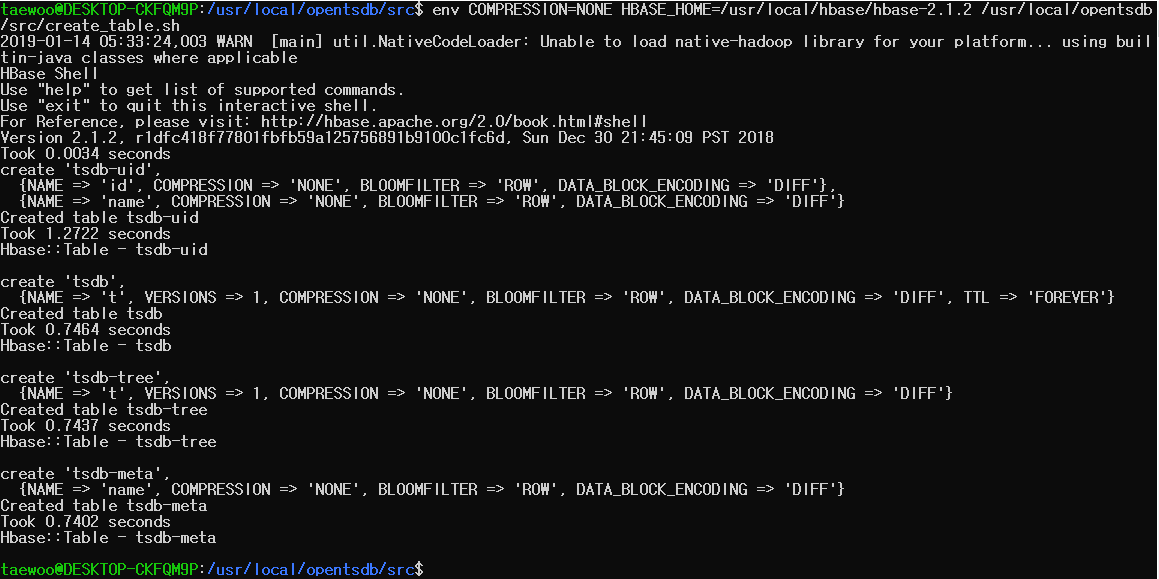 taewoo@DESKTOP-CKFQM9P:/usr/local/opentsdb/src$ env COMPRESSION=NONE HBASE_HOME=/usr/local/hbase/hbase-2.1.2 /usr/local/opentsdb
/src/create_table.sh
2019-01-14 05:33:24,003 WARN  [main] util.NativeCodeLoader: Unable to load native-hadoop library for your platform... using buil
tin-java classes where applicable
HBase Shell
Use "help" to get list of supported commands.
Use "exit" to quit this interactive shell.
For Reference, please visit: http://hbase.apache.org/2.0/book.html#shell
Version 2.1.2, r1dfc418f77801fbfb59a125756891b9100c1fc6d, Sun Dec 30 21:45:09 PST 2018
Took 0.0034 seconds
create 'tsdb-uid',
  {NAME => 'id', COMPRESSION => 'NONE', BLOOMFILTER => 'ROW', DATA_BLOCK_ENCODING => 'DIFF'},
  {NAME => 'name', COMPRESSION => 'NONE', BLOOMFILTER => 'ROW', DATA_BLOCK_ENCODING => 'DIFF'}
Created table tsdb-uid
Took 1.2722 seconds
Hbase::Table - tsdb-uid
create 'tsdb',
  {NAME => 't', VERSIONS => 1, COMPRESSION => 'NONE', BLOOMFILTER => 'ROW', DATA_BLOCK_ENCODING => 'DIFF', TTL => 'FOREVER'}
Created table tsdb
Took 0.7464 seconds
Hbase::Table - tsdb
create 'tsdb-tree',
  {NAME => 't', VERSIONS => 1, COMPRESSION => 'NONE', BLOOMFILTER => 'ROW', DATA_BLOCK_ENCODING => 'DIFF'}
Created table tsdb-tree
Took 0.7437 seconds
Hbase::Table - tsdb-tree
create 'tsdb-meta',
  {NAME => 'name', COMPRESSION => 'NONE', BLOOMFILTER => 'ROW', DATA_BLOCK_ENCODING => 'DIFF'}
Created table tsdb-meta
Took 0.7402 seconds
Hbase::Table - tsdb-meta
taewoo@DESKTOP-CKFQM9P:/usr/local/opentsdb/src$